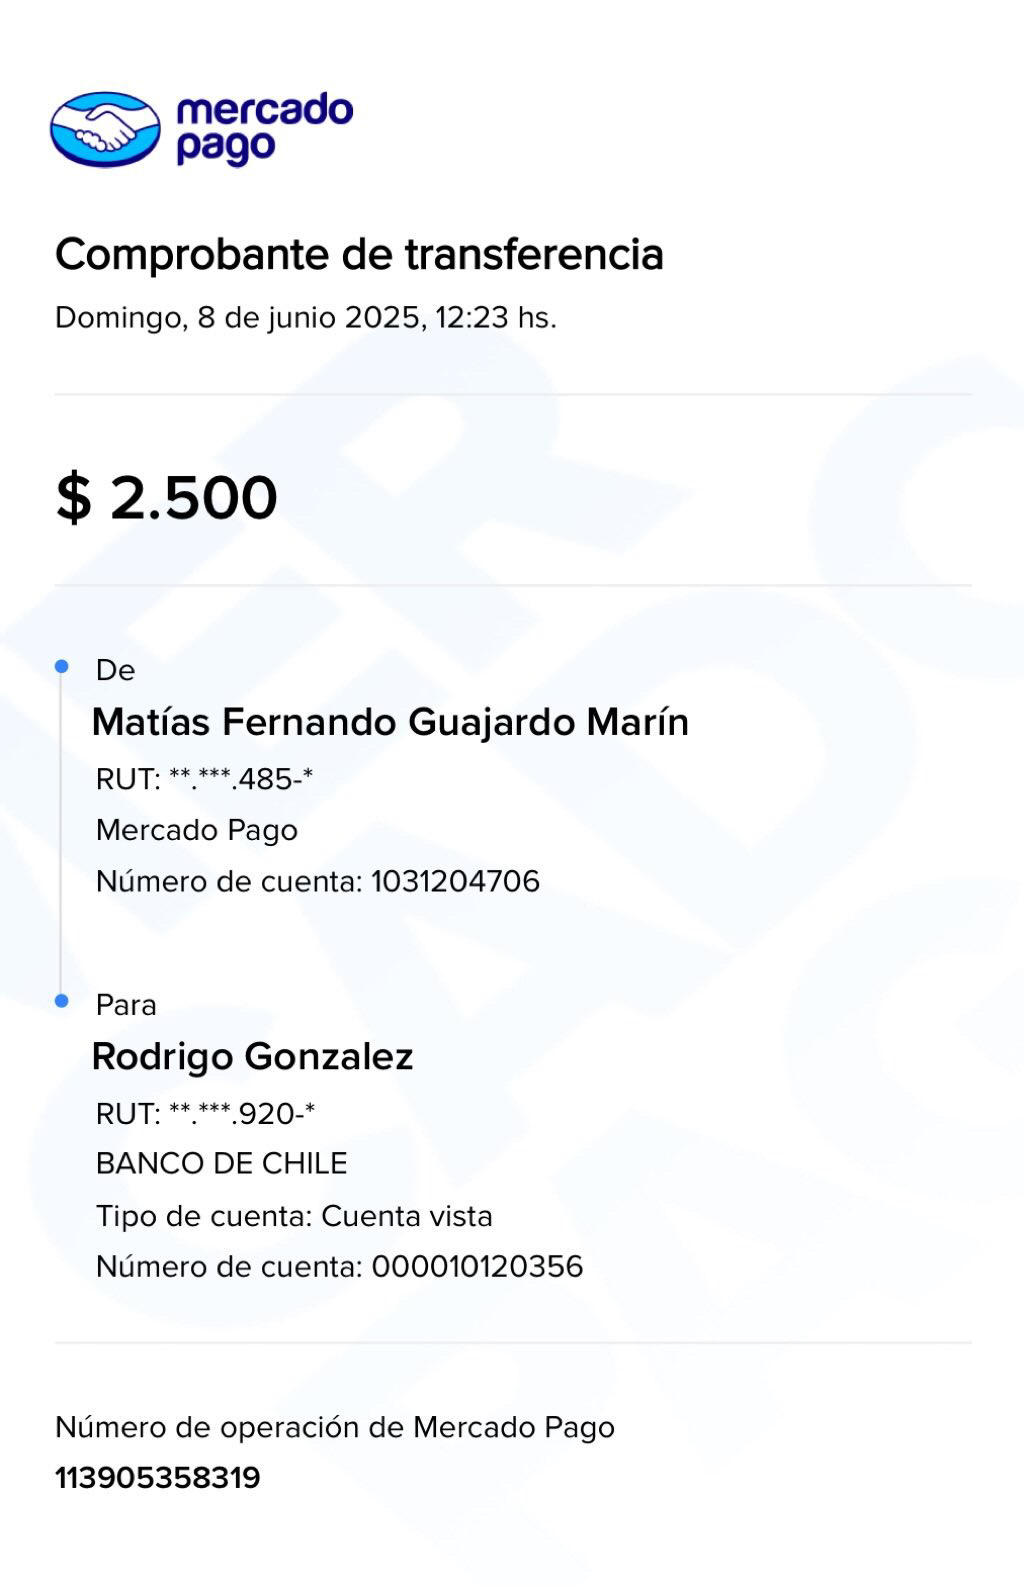 mercado
pago
Comprobante de transferencia
Domingo, 8 de junio 2025, 12:23 hs.
$ 2.500
De
Matías Fernando Guajardo Marín
RUT: **.***.485-*
Mercado Pago
Número de cuenta: 1031204706
Para
Rodrigo Gonzalez
RUT: **.***.920-*
BANCO DE CHILE
Tipo de cuenta: Cuenta vista
Número de cuenta: 000010120356
Número de operación de Mercado Pago
113905358319